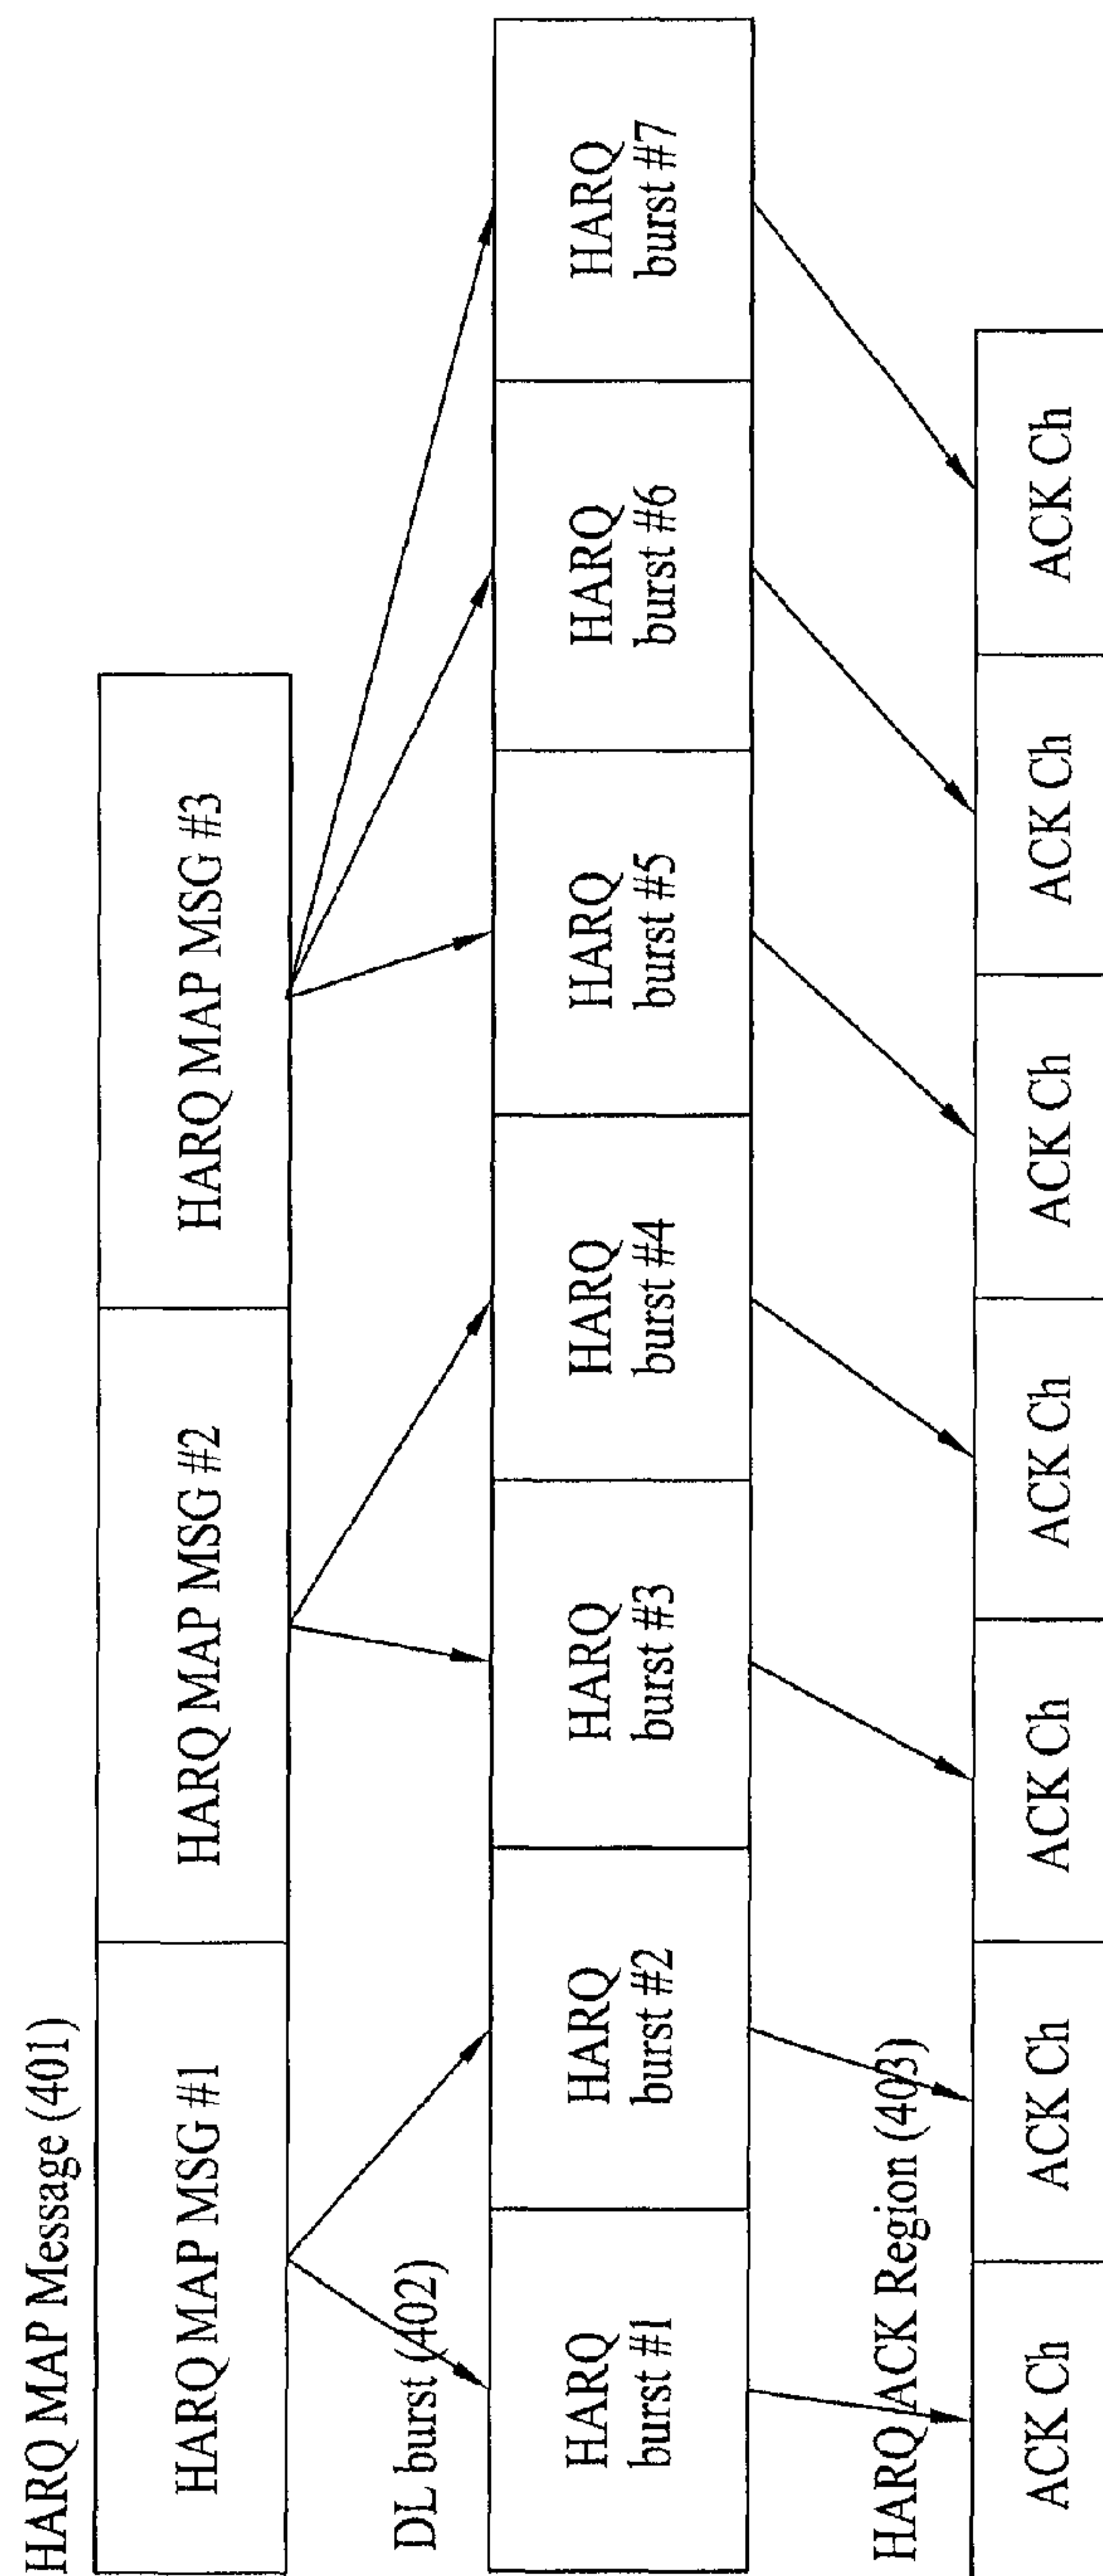 HARQ MAP Message (401)
HARQ MAP MSG #1
HARQ MAP MSG #2
HARQ MAP MSG #3
DL burst (402)
HARQ
burst #1
HARQ
burst #2
HARQ
burst #3
HARQ
burst #4
HARQ
burst #5
HARQ
burst #6
HARQ
burst #7
HARQ ACK Region (403)
ACK Ch
ACK Ch
ACK Ch
ACK Ch
ACK Ch
ACK Ch
ACK Ch